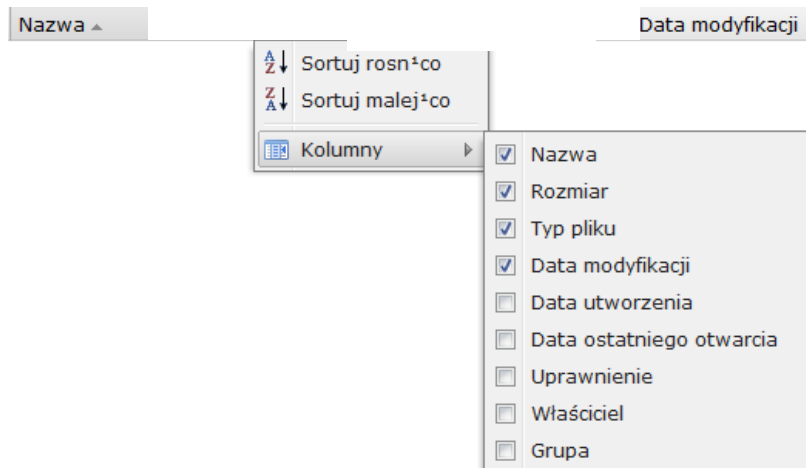 Nazwa
Data modyfikacji
Sortuj rosn¹co
Sortuj malej¹co
Kolumny
Nazwa
Rozmiar
Typ pliku
Data modyfikacji
Data utworzenia
Data ostatniego otwarcia
Uprawnienie
Właściciel
Grupa